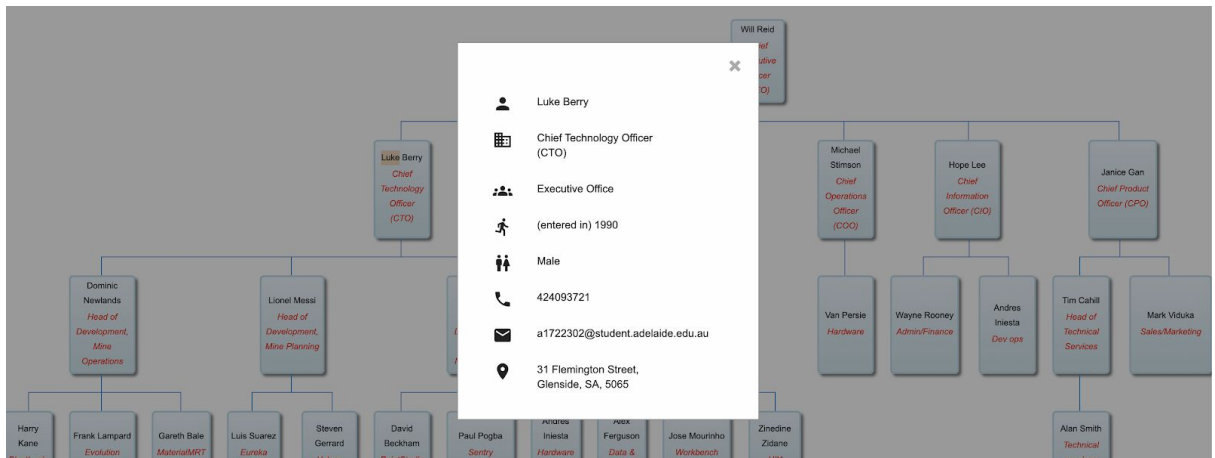 Will Reid
Luke Berry
Chief Technology Officer
(CTO)
Executive Office
(entered in) 1990
Male
424093721
a1722302@student.adelaide.edu.au
31 Flemington Street,
Glenside, SA, 5065
Luke Berry
Chief
Technology
Officer
(CTO)
Michael
Stimson
Chief
Operations
Officer
(COO)
Hope Lee
Chief
Information
Officer (CIO)
Janice Gan
Chief Product
Officer (CPO)
Dominic
Newlands
Head of
Development,
Mine
Operations
Lionel Messi
Head of
Development,
Mine Planning
Van Persie
Hardware
Wayne Rooney
Admin/Finance
Andres
Iniesta
Dev ops
Tim Cahill
Head of
Technical
Services
Mark Viduka
Sales/Marketing
Harry
Kane
Frank Lampard
Evolution
Gareth Bale
MaterialMRT
Luis Suarez
Eureka
Steven
Gerrard
David
Beckham
Paul Pogba
Sentry
Andres
Iniesta
Hardware
Alex
Ferguson
Data &
Jose Mourinho
Workbench
Zinedine
Zidane
Alan Smith
Technical